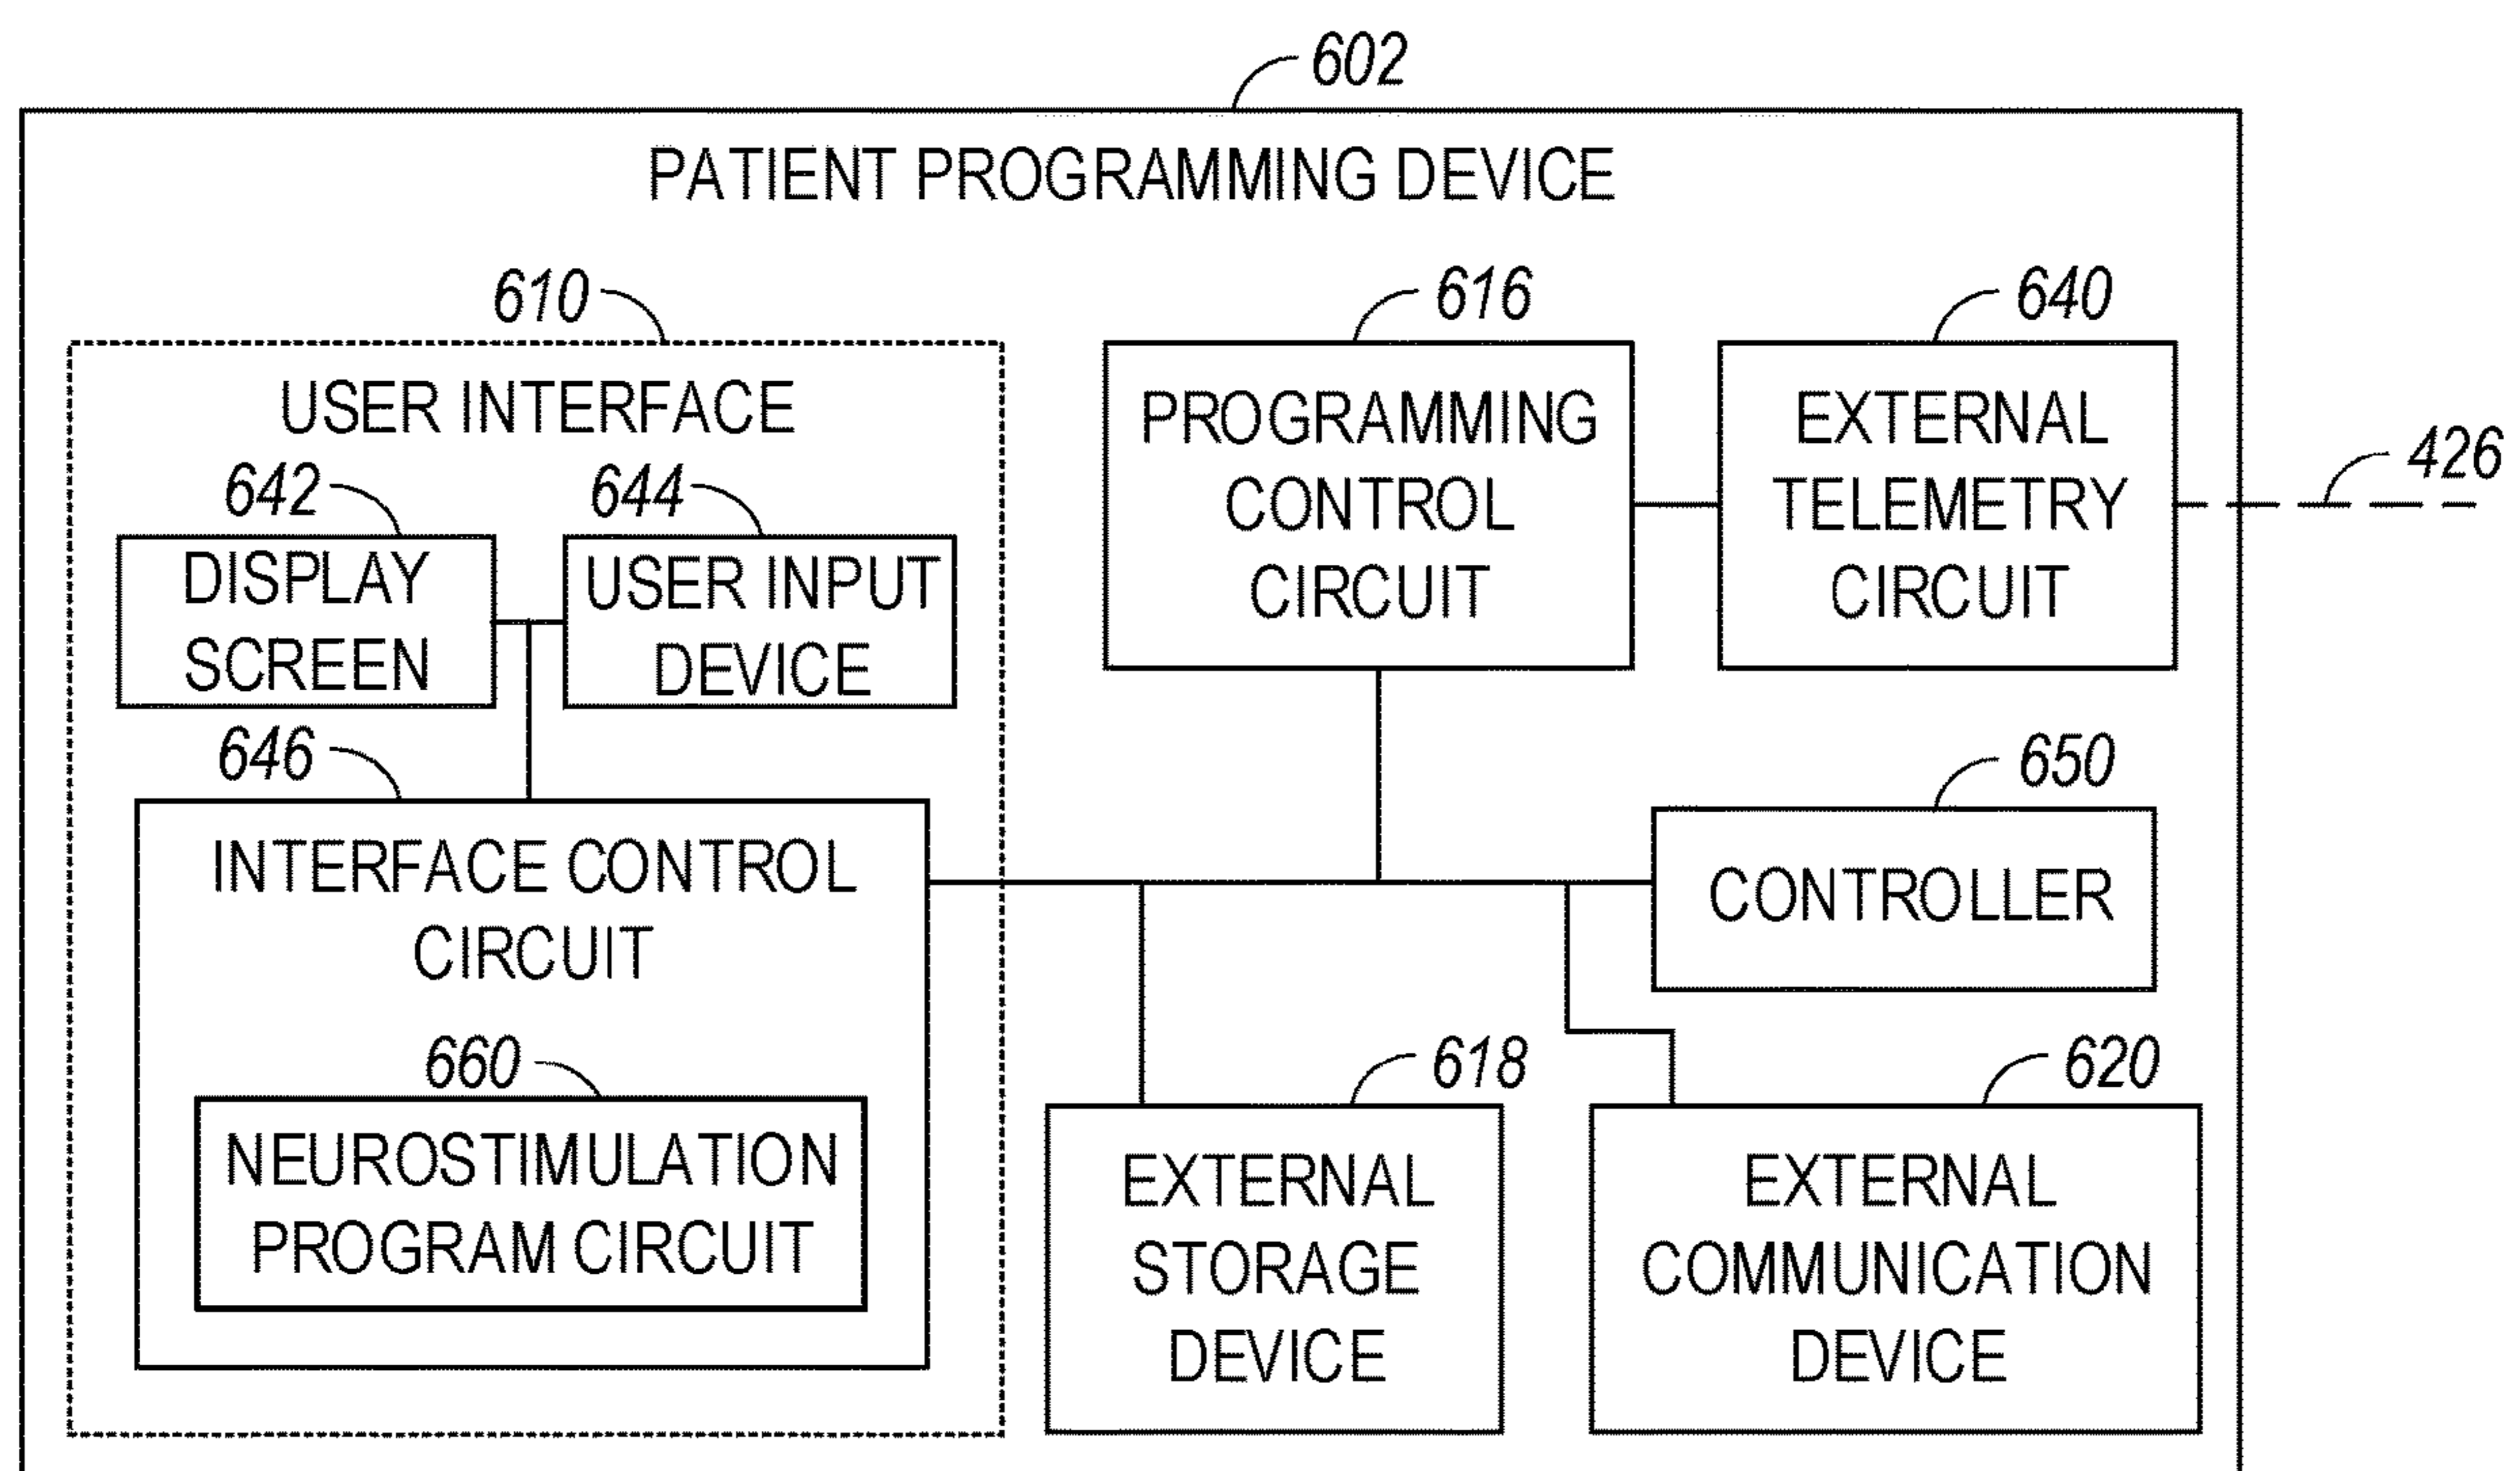 602
PATIENT PROGRAMMING DEVICE
610
USER INTERFACE
642
DISPLAY
SCREEN
644
USER INPUT
DEVICE
646
INTERFACE CONTROL
CIRCUIT
660
NEUROSTIMULATION
PROGRAM CIRCUIT
616
PROGRAMMING
CONTROL
CIRCUIT
640
EXTERNAL
TELEMETRY
CIRCUIT
426
650
CONTROLLER
618
EXTERNAL
STORAGE
DEVICE
620
EXTERNAL
COMMUNICATION
DEVICE